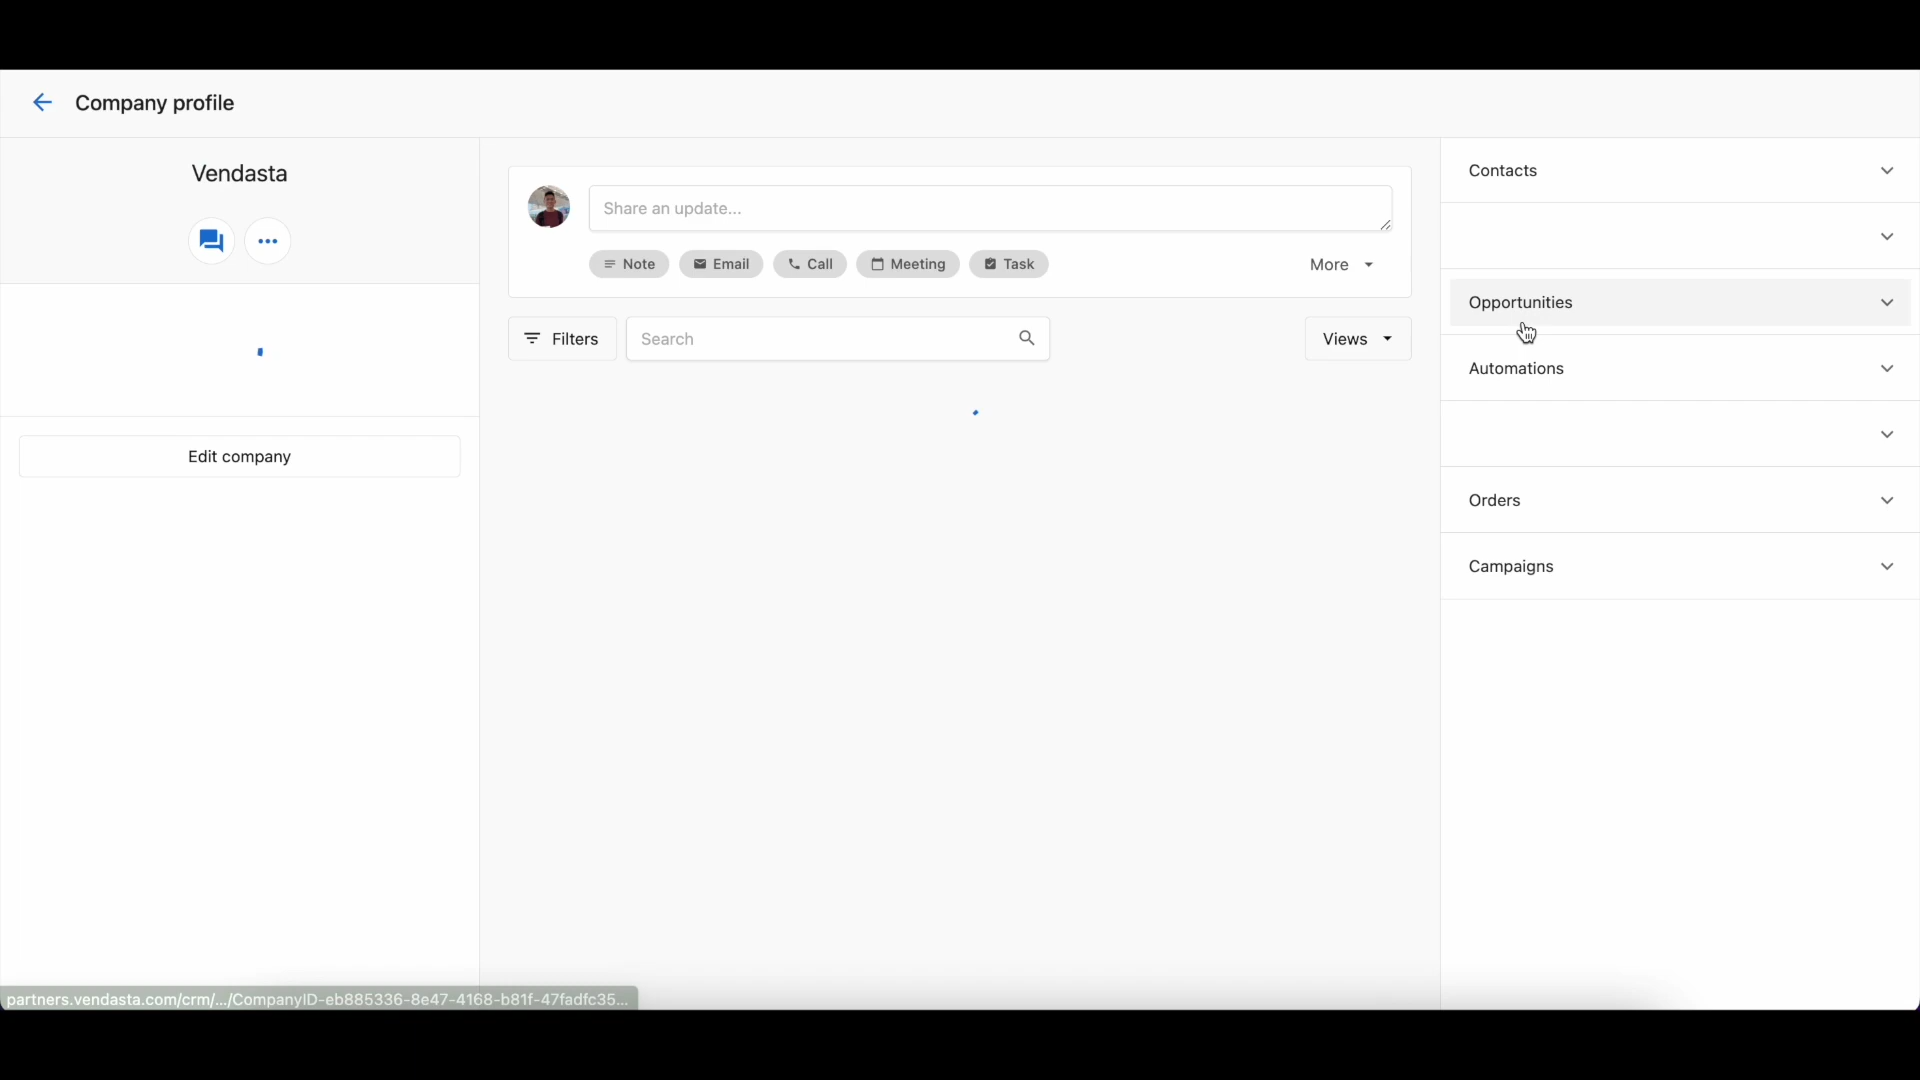 Company profile
Vendasta
Edit company
Share an update...
Note Email Call Meeting Task More
Filters Search Views
Contacts
Opportunities
Automations
Orders
Campaigns
partners.vendasta.com/crm/.../CompanyID-eb885336-8e47-4168-b81f-47fadfc35...